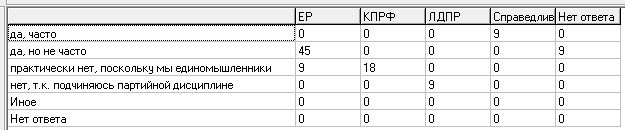 ЕР КПРФ ЛДПР Справедлив Нет ответа
да, часто 0 0 0 9 0
да, но не часто 45 0 0 0 9
практически нет, поскольку мы единомышленники 9 18 0 0 0
нет, т.к. подчиняюсь партийной дисциплине 0 0 9 0 0
Иное 0 0 0 0 0
Нет ответа 0 0 0 0 0